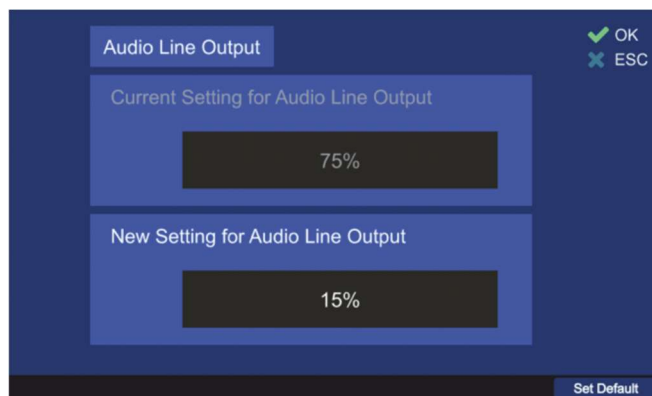 Audio Line Output
OK
ESC
Current Setting for Audio Line Output
75%
New Setting for Audio Line Output
15%
Set Default